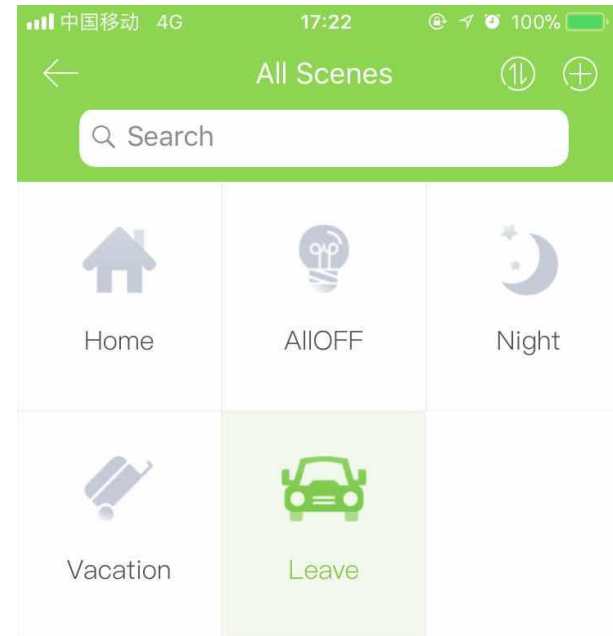 中国移动 4G 17:22 100%
All Scenes
Search
Home AllOFF Night
Vacation Leave